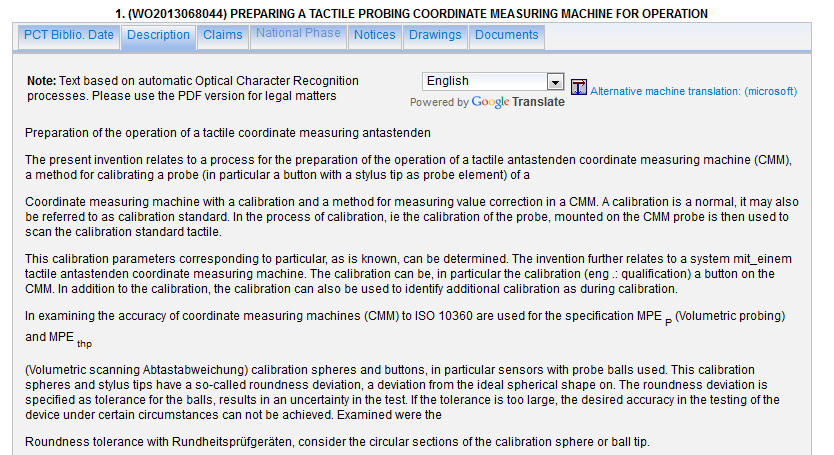 1. (WO2013068044) PREPARING A TACTILE PROBING COORDINATE MEASURING MACHINE FOR OPERATION
PCT Biblio. Date Description Claims National Phase Notices Drawings Documents
Note: Text based on automatic Optical Character Recognition
processes. Please use the PDF version for legal matters
English
Powered by Google Translate
Alternative machine translation: (microsoft)
Preparation of the operation of a tactile coordinate measuring antastenden
The present invention relates to a process for the preparation of the operation of a tactile antastenden coordinate measuring machine (CMM),
a method for calibrating a probe (in particular a button with a stylus tip as probe element) of a
Coordinate measuring machine with a calibration and a method for measuring value correction in a CMM. A calibration is a normal, it may also
be referred to as calibration standard. In the process of calibration, ie the calibration of the probe, mounted on the CMM probe is then used to
scan the calibration standard tactile.
This calibration parameters corresponding to particular, as is known, can be determined. The invention further relates to a system mit_einem
tactile antastenden coordinate measuring machine. The calibration can be, in particular the calibration (eng .: qualification) a button on the
CMM. In addition to the calibration, the calibration can also be used to identify additional calibration as during calibration.
In examining the accuracy of coordinate measuring machines (CMM) to ISO 10360 are used for the specification MPE P (Volumetric probing)
and MPE thp
(Volumetric scanning Abtastabweichung) calibration spheres and buttons, in particular sensors with probe balls used. This calibration
spheres and stylus tips have a so-called roundness deviation, a deviation from the ideal spherical shape on. The roundness deviation is
specified as tolerance for the balls, results in an uncertainty in the test. If the tolerance is too large, the desired accuracy in the testing of the
device under certain circumstances can not be achieved. Examined were the
Roundness tolerance with Rundheitsprüfgeräten, consider the circular sections of the calibration sphere or ball tip.